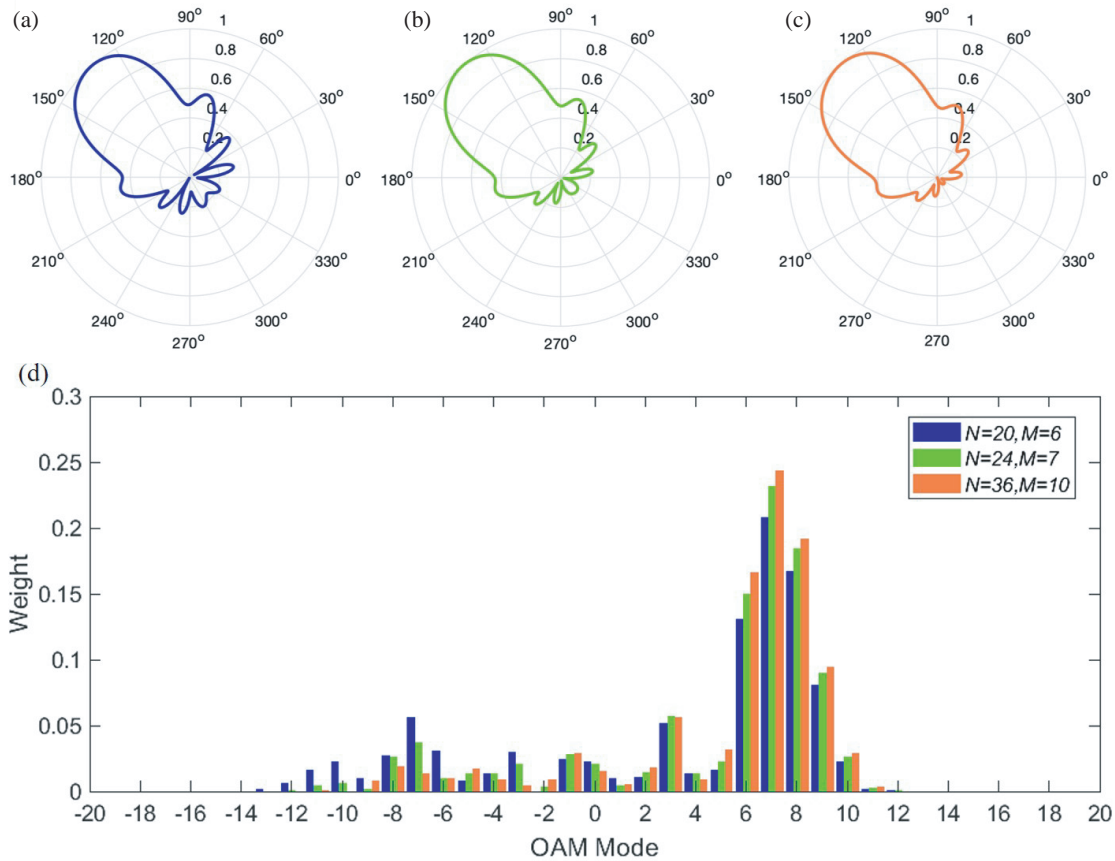 (a) 90° 1 (b) 90° 1 (c) 90° 1
120° 60° 120° 60° 120° 60°
0.8 0.8 0.8
0.6 0.6 0.6
150° 30° 150° 30° 150° 30°
0.4 0.4 0.4
0.2 0.2 0.2
180° 0° 180° 0° 180° 0°
210° 330° 210° 330° 210° 330°
240° 300° 240° 300° 270° 300°
270° 270° 270
(d)
0.3
N=20,M=6
N=24,M=7
N=36,M=10
0.25
0.2
0.15
0.1
0.05
0
Weight
-20 -18 -16 -14 -12 -10 -8 -6 -4 -2 0 2 4 6 8 10 12 14 16 18 20
OAM Mode